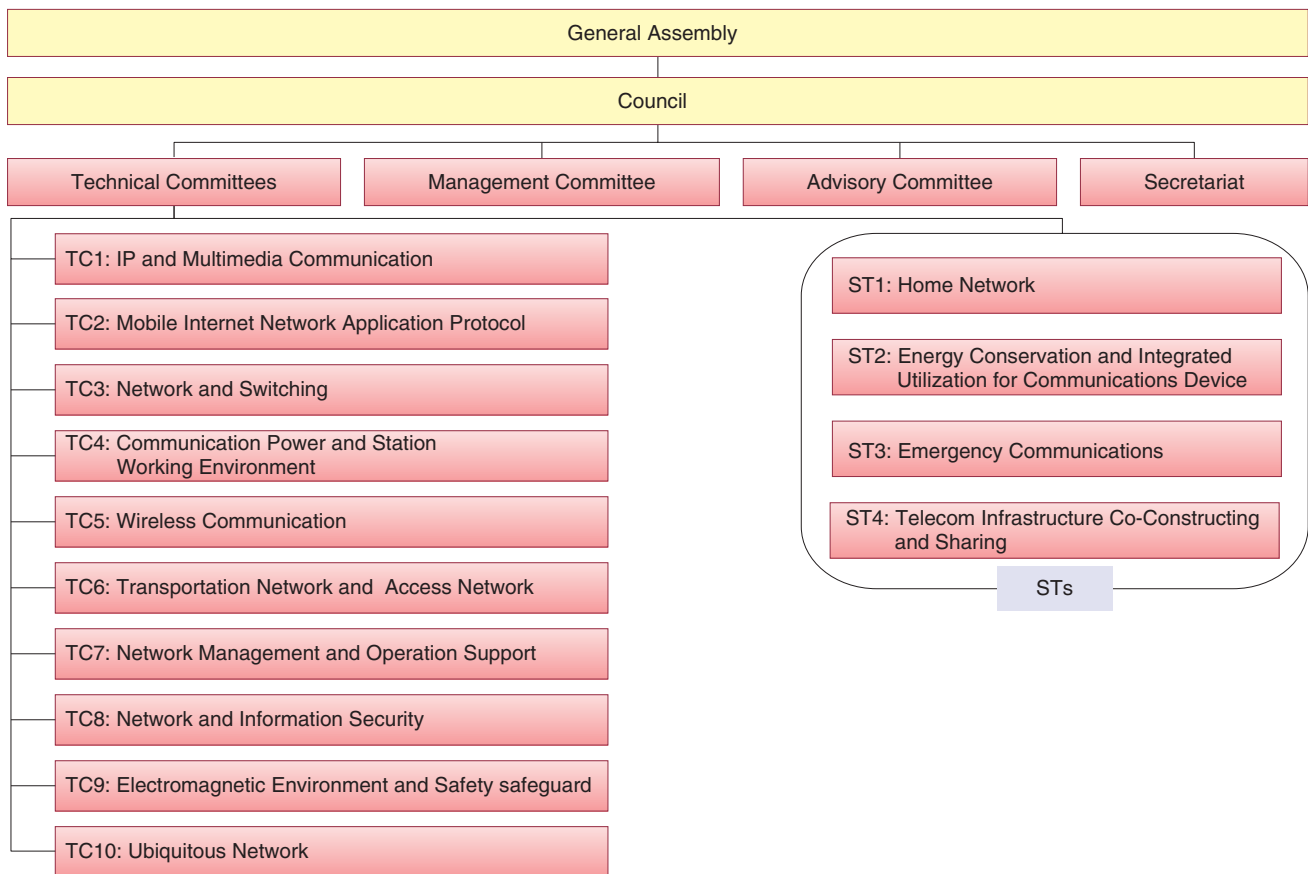 General Assembly
Council
Technical Committees
Management Committee
Advisory Committee
Secretariat
TC1: IP and Multimedia Communication
TC2: Mobile Internet Network Application Protocol
TC3: Network and Switching
TC4: Communication Power and Station
Working Environment
TC5: Wireless Communication
TC6: Transportation Network and Access Network
TC7: Network Management and Operation Support
TC8: Network and Information Security
TC9: Electromagnetic Environment and Safety safeguard
TC10: Ubiquitous Network
ST1: Home Network
ST2: Energy Conservation and Integrated
Utilization for Communications Device
ST3: Emergency Communications
ST4: Telecom Infrastructure Co-Constructing
and Sharing
STs